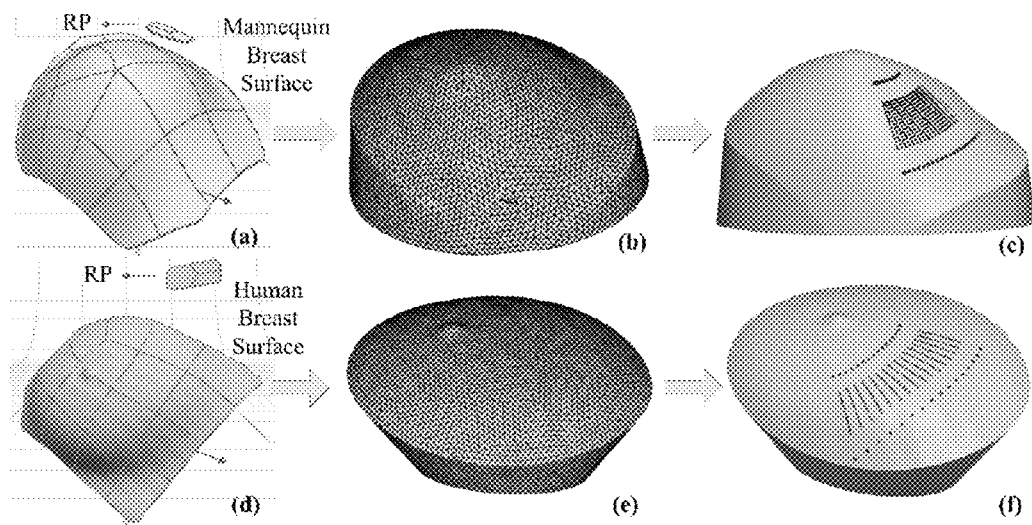 RP
Mannequin
Breast
Surface
(a)
(b)
(c)
RP
Human
Breast
Surface
(d)
(e)
(f)